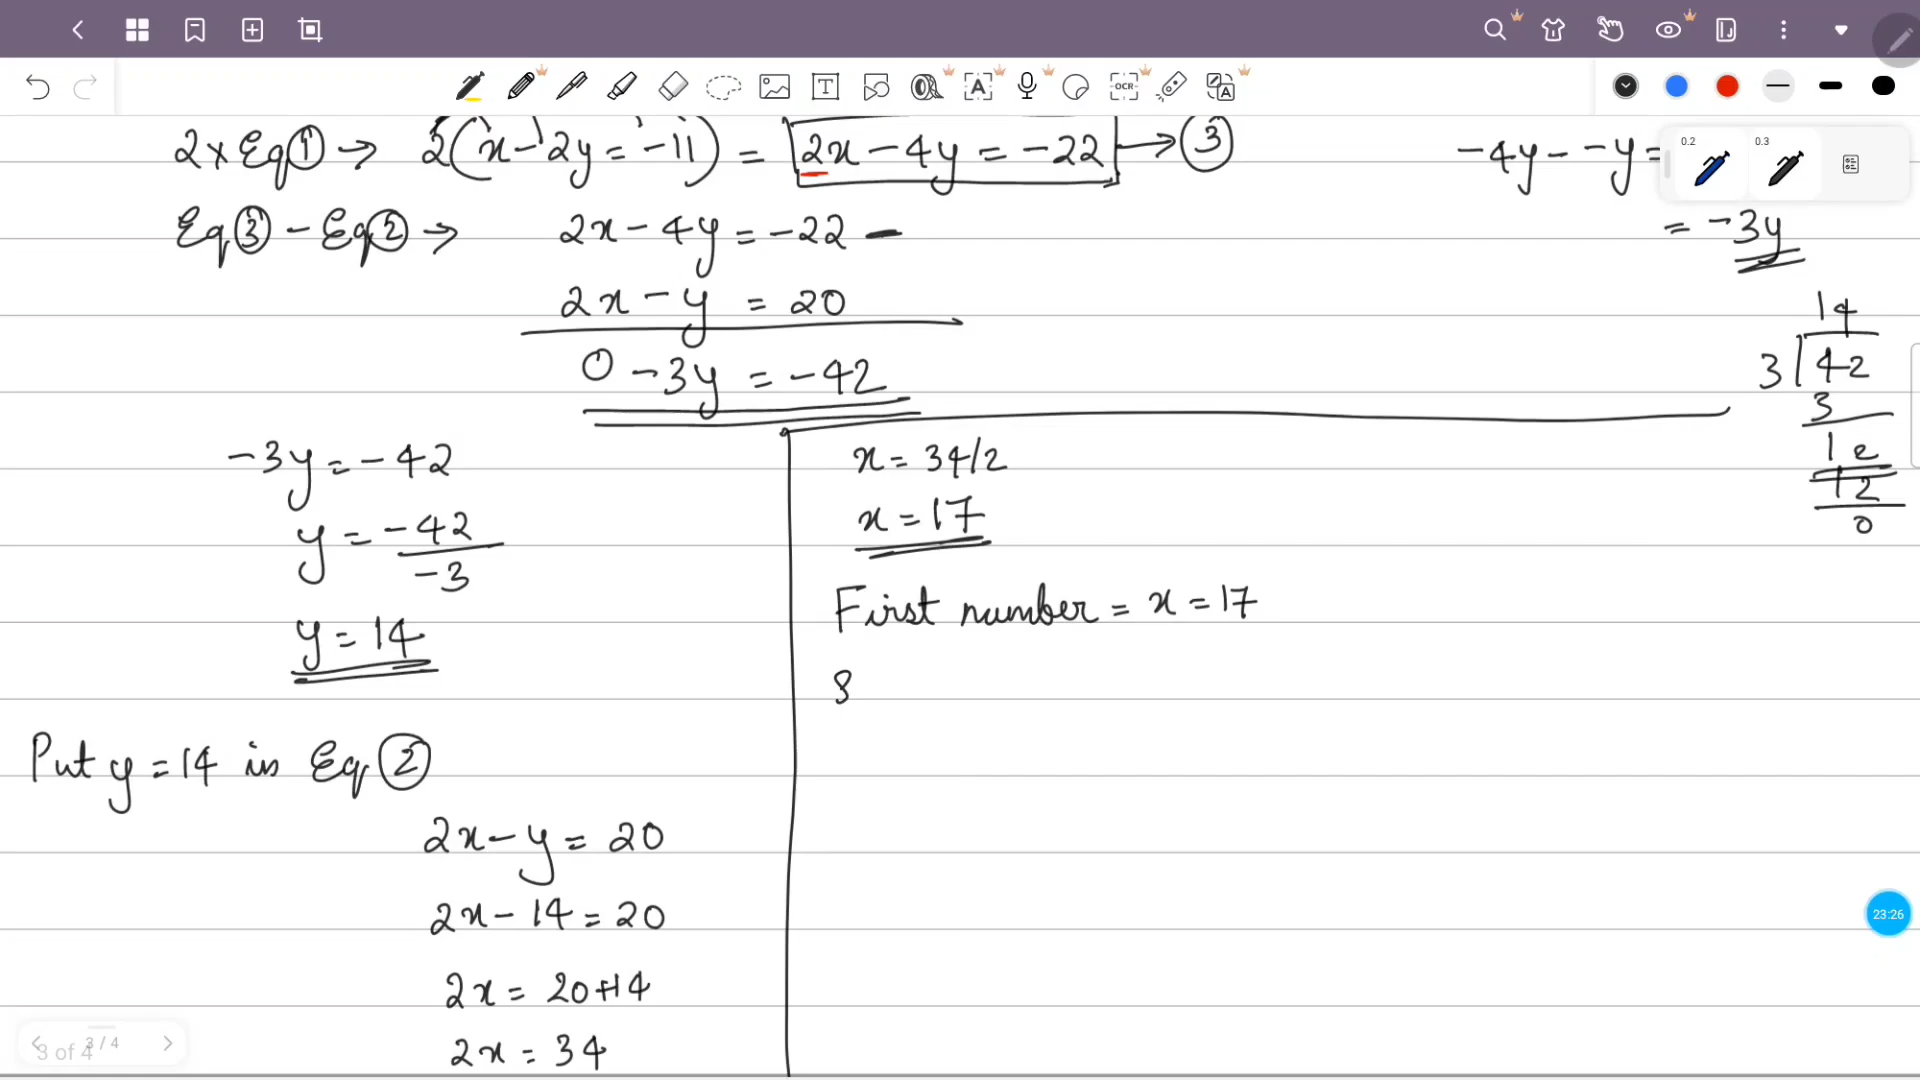 2 x Eq ① → 2(x - 2y = -11) = 2x - 4y = -22 → ③
-4y - -y =
= -3y
Eq ③ - Eq ② → 2x - 4y = -22 -
2x - y = 20
0 - 3y = -42
14
3 42
3
12
12
0
-3y = -42
y = -42
-3
y = 14
Put y = 14 in Eq ②
2x - y = 20
2x - 14 = 20
2x = 20 + 14
2x = 34
x = 34/2
x = 17
First number = x = 17
S
T
A
OCR
A
0.2
0.3
23:26
3 of 4
3 / 4